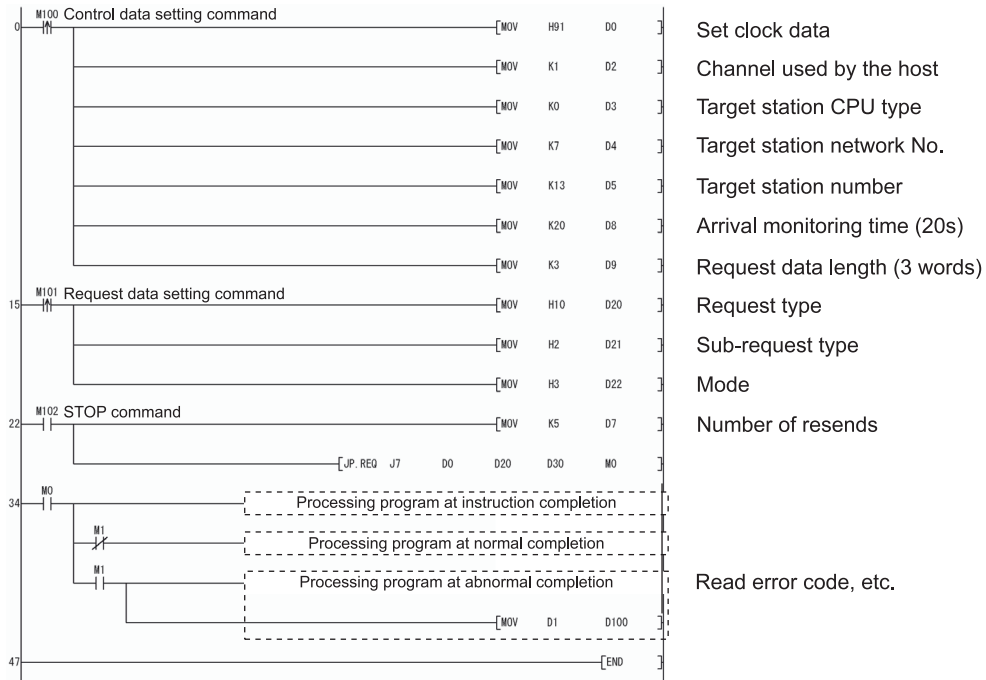 M100 Control data setting command
0 [MOV H91 D0 ] Set clock data
[MOV K1 D2 ] Channel used by the host
[MOV K0 D3 ] Target station CPU type
[MOV K7 D4 ] Target station network No.
[MOV K13 D5 ] Target station number
[MOV K20 D8 ] Arrival monitoring time (20s)
[MOV K3 D9 ] Request data length (3 words)
M101 Request data setting command
15 [MOV H10 D20 ] Request type
[MOV H2 D21 ] Sub-request type
[MOV H3 D22 ] Mode
M102 STOP command
22 [MOV K5 D7 ] Number of resends
[JP.REQ J7 D0 D20 D30 M0 ]
M0
34 Processing program at instruction completion
M1
Processing program at normal completion
M1
Processing program at abnormal completion Read error code, etc.
[MOV D1 D100 ]
47 [END ]